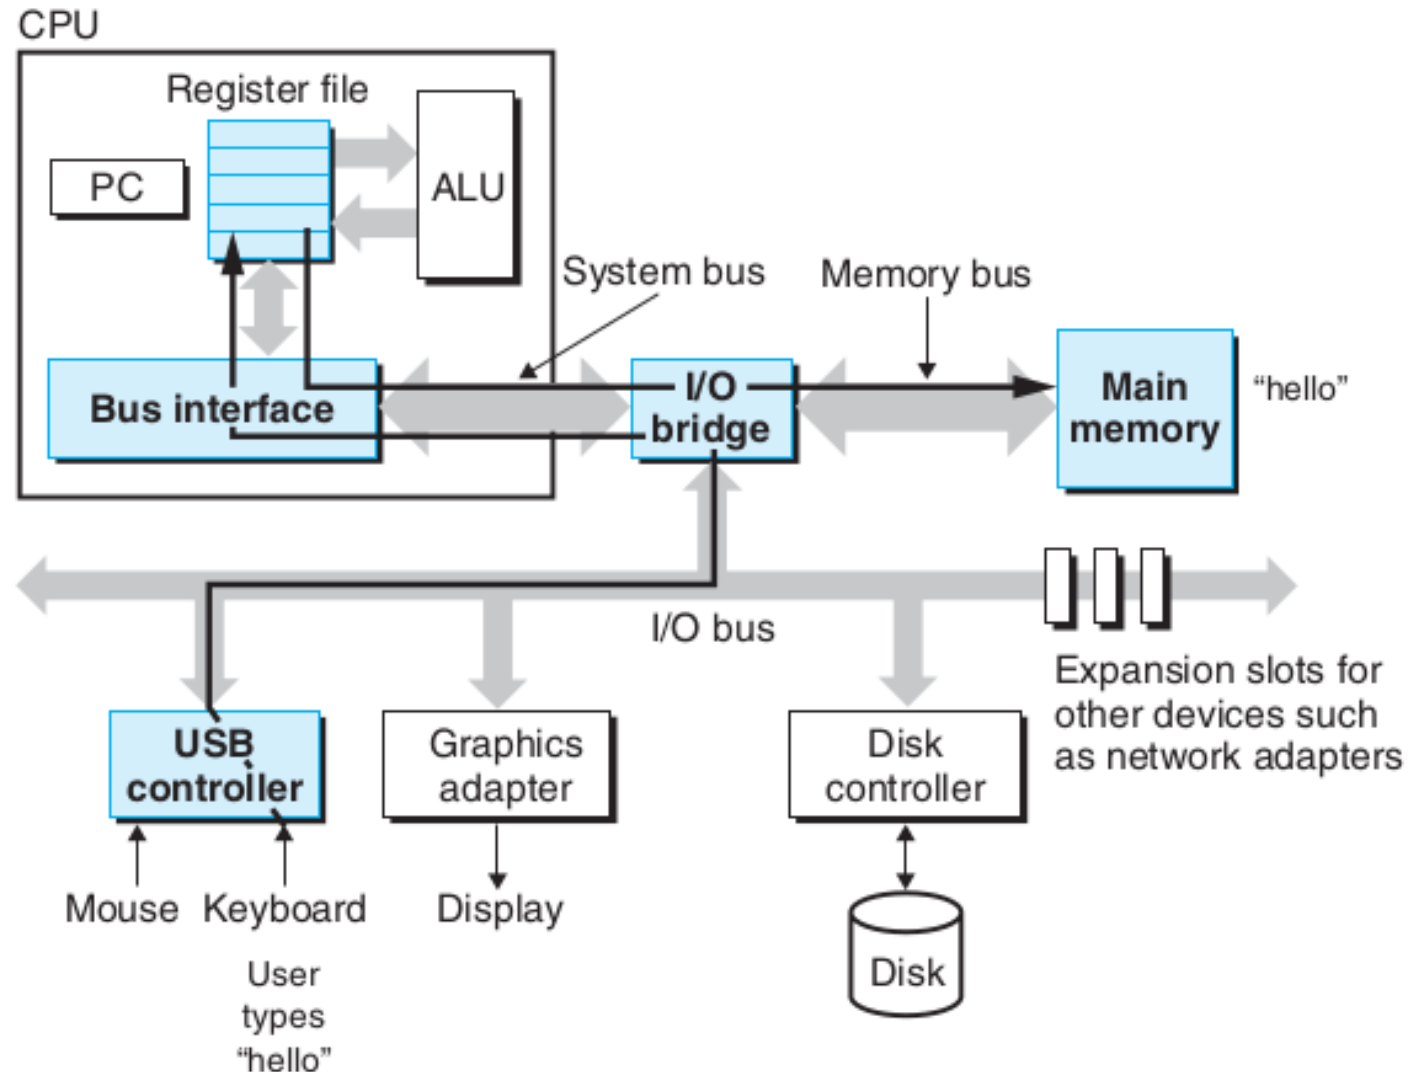 CPU
Register file
PC
ALU
System bus
Memory bus
Bus interface
I/O
bridge
Main
memory
“hello”
I/O bus
Expansion slots for
other devices such
as network adapters
USB
controller
Graphics
adapter
Disk
controller
Mouse
Keyboard
Display
Disk
User
types
“hello”